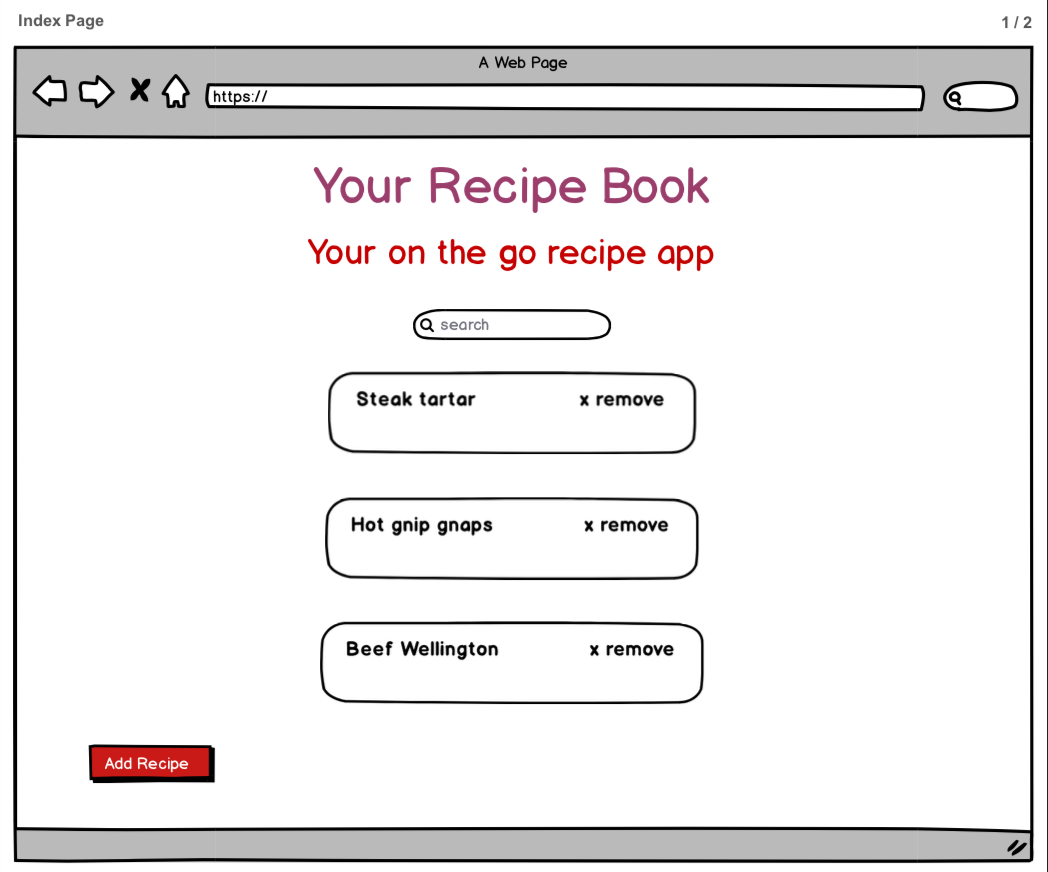 Index Page
1 / 2
A Web Page
https://
Your Recipe Book
Your on the go recipe app
search
Steak tartar x remove
Hot gnip gnaps x remove
Beef Wellington x remove
Add Recipe